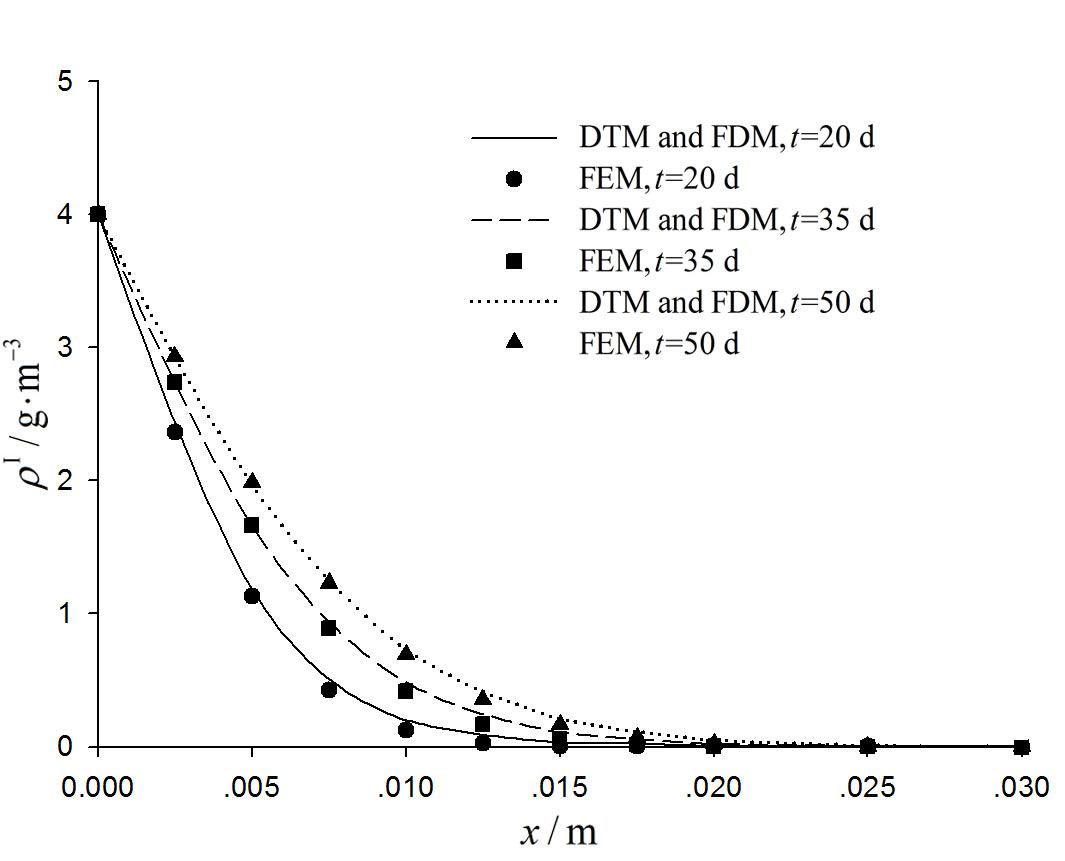 5
4
3
2
1
0
ρ^I / g·m^−3
DTM and FDM, t=20 d
FEM, t=20 d
DTM and FDM, t=35 d
FEM, t=35 d
DTM and FDM, t=50 d
FEM, t=50 d
0.000 .005 .010 .015 .020 .025 .030
x / m